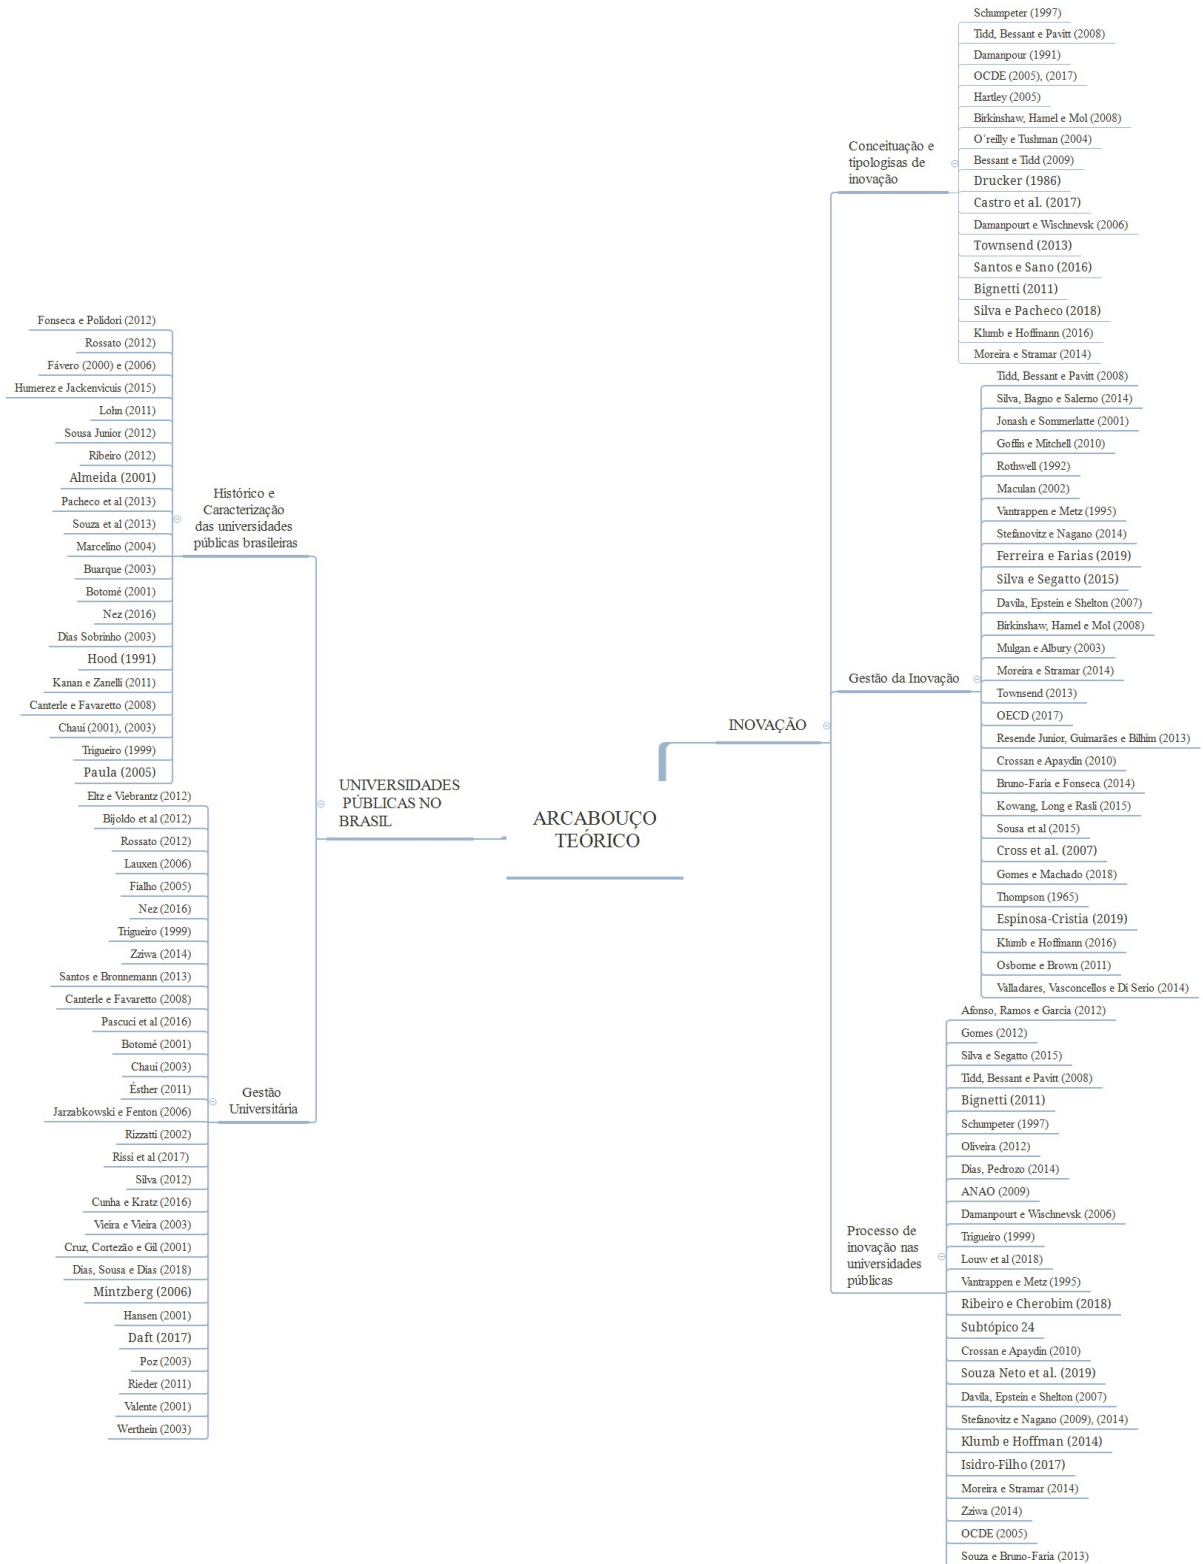 ARCABOUÇO
TEÓRICO
INOVAÇÃO
Conceituação e
tipologisas de
inovação
Schumpeter (1997)
Tidd, Bessant e Pavitt (2008)
Damanpour (1991)
OCDE (2005), (2017)
Hartley (2005)
Birkinshaw, Hamel e Mol (2008)
O'reilly e Tushman (2004)
Bessant e Tidd (2009)
Drucker (1986)
Castro et al. (2017)
Damanpourt e Wischnevsk (2006)
Townsend (2013)
Santos e Sano (2016)
Bignetti (2011)
Silva e Pacheco (2018)
Klumb e Hoffmann (2016)
Moreira e Stramar (2014)
Gestão da Inovação
Tidd, Bessant e Pavitt (2008)
Silva, Bagno e Salerno (2014)
Jonash e Sommerlatte (2001)
Goffin e Mitchell (2010)
Rothwell (1992)
Maculan (2002)
Vantrappen e Metz (1995)
Stefanovitz e Nagano (2014)
Ferreira e Farias (2019)
Silva e Segatto (2015)
Davila, Epstein e Shelton (2007)
Birkinshaw, Hamel e Mol (2008)
Mulgan e Albury (2003)
Moreira e Stramar (2014)
Townsend (2013)
OECD (2017)
Resende Junior, Guimarães e Bilhim (2013)
Crossan e Apaydin (2010)
Bruno-Faria e Fonseca (2014)
Kowang, Long e Rasli (2015)
Sousa et al (2015)
Cross et al. (2007)
Gomes e Machado (2018)
Thompson (1965)
Espinosa-Cristia (2019)
Klumb e Hoffmann (2016)
Osborne e Brown (2011)
Valladares, Vasconcellos e Di Serio (2014)
Processo de
inovação nas
universidades
públicas
Afonso, Ramos e Garcia (2012)
Gomes (2012)
Silva e Segatto (2015)
Tidd, Bessant e Pavitt (2008)
Bignetti (2011)
Schumpeter (1997)
Oliveira (2012)
Dias, Pedrozo (2014)
ANAO (2009)
Damanpourt e Wischnevsk (2006)
Trigueiro (1999)
Louw et al (2018)
Vantrappen e Metz (1995)
Ribeiro e Cherobim (2018)
Subtópico 24
Crossan e Apaydin (2010)
Souza Neto et al. (2019)
Davila, Epstein e Shelton (2007)
Stefanovitz e Nagano (2009), (2014)
Klumb e Hoffman (2014)
Isidro-Filho (2017)
Moreira e Stramar (2014)
Zziwa (2014)
OCDE (2005)
Souza e Bruno-Faria (2013)
UNIVERSIDADES
PÚBLICAS NO
BRASIL
Histórico e
Caracterização
das universidades
públicas brasileiras
Fonseca e Polidori (2012)
Rossato (2012)
Fávero (2000) e (2006)
Humerez e Jackenvicuis (2015)
Lohn (2011)
Sousa Junior (2012)
Ribeiro (2012)
Almeida (2001)
Pacheco et al (2013)
Souza et al (2013)
Marcelino (2004)
Buarque (2003)
Botomé (2001)
Nez (2016)
Dias Sobrinho (2003)
Hood (1991)
Kanan e Zanelli (2011)
Canterle e Favaretto (2008)
Chauí (2001), (2003)
Trigueiro (1999)
Paula (2005)
Gestão
Universitária
Eltz e Viebrantz (2012)
Bijoldo et al (2012)
Rossato (2012)
Lauxen (2006)
Fialho (2005)
Nez (2016)
Trigueiro (1999)
Zziwa (2014)
Santos e Bronnemann (2013)
Canterle e Favaretto (2008)
Pascuci et al (2016)
Botomé (2001)
Chauí (2003)
Ésther (2011)
Jarzabkowski e Fenton (2006)
Rizzatti (2002)
Rissi et al (2017)
Silva (2012)
Cunha e Kratz (2016)
Vieira e Vieira (2003)
Cruz, Cortezão e Gil (2001)
Dias, Sousa e Dias (2018)
Mintzberg (2006)
Hansen (2001)
Daft (2017)
Poz (2003)
Rieder (2011)
Valente (2001)
Werthein (2003)